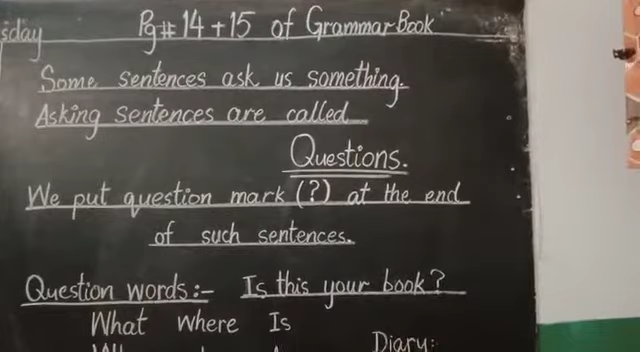 sday
Pg# 14+15 of Grammar Book
Some sentences ask us something.
Asking sentences are called
Questions.
We put question mark (?) at the end
of such sentences.
Question words:- Is this your book?
What Where Is
Diary: